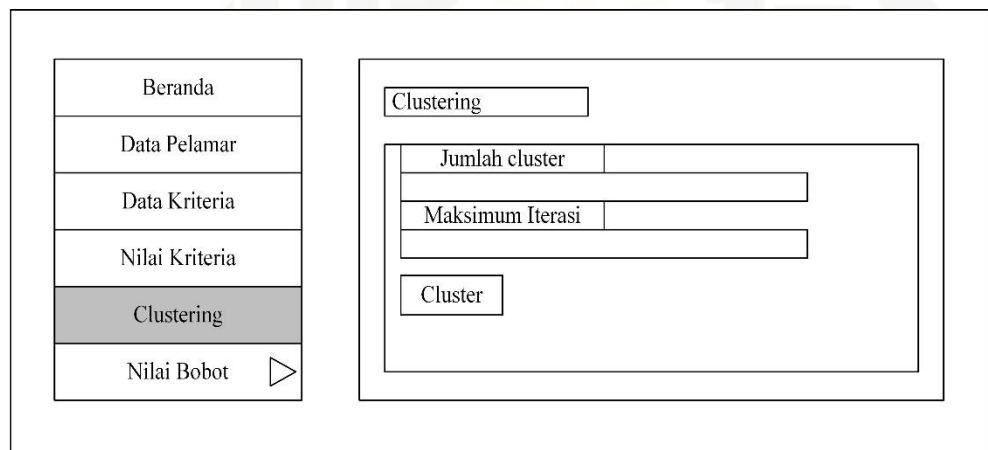 Beranda
Data Pelamar
Data Kriteria
Nilai Kriteria
Clustering
Nilai Bobot
Clustering
Jumlah cluster
Maksimum Iterasi
Cluster